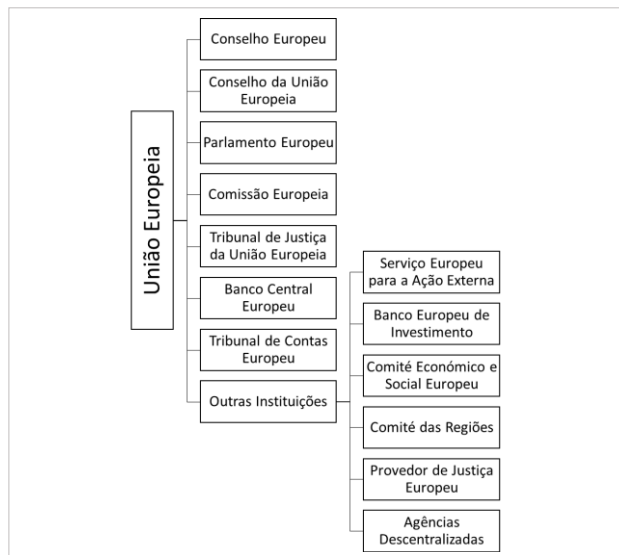 União Europeia
Conselho Europeu
Conselho da União
Europeia
Parlamento Europeu
Comissão Europeia
Tribunal de Justiça
da União Europeia
Banco Central
Europeu
Tribunal de Contas
Europeu
Outras Instituições
Serviço Europeu
para a Ação Externa
Banco Europeu de
Investimento
Comité Económico e
Social Europeu
Comité das Regiões
Provedor de Justiça
Europeu
Agências
Descentralizadas